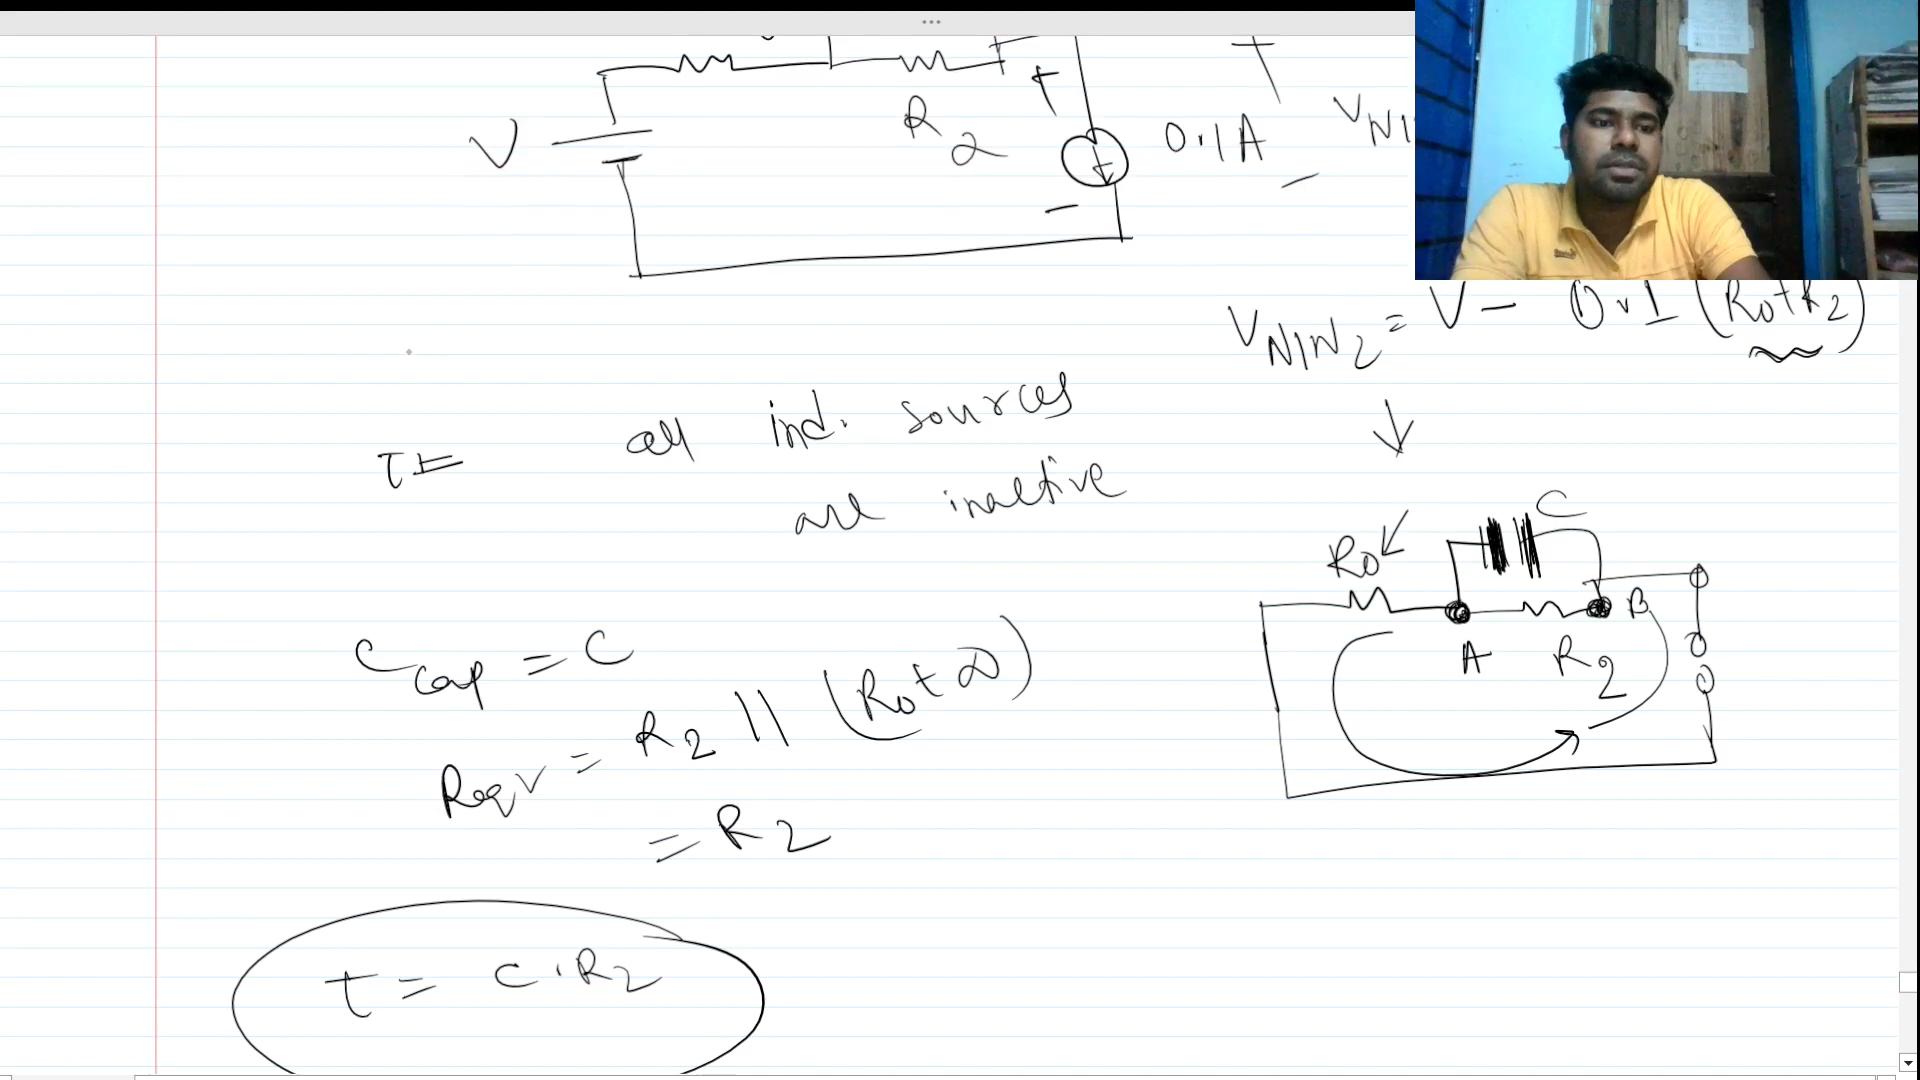 V
R2
+
-
0.1A
+
-
VN1
VN1N2 = V - 0.1 (R0+R2)
τ = all ind. sources
are inactive
C
R0
A
R2
B
Ccap = C
Reqv = R2 || (R0+∞)
= R2
t = C.R2